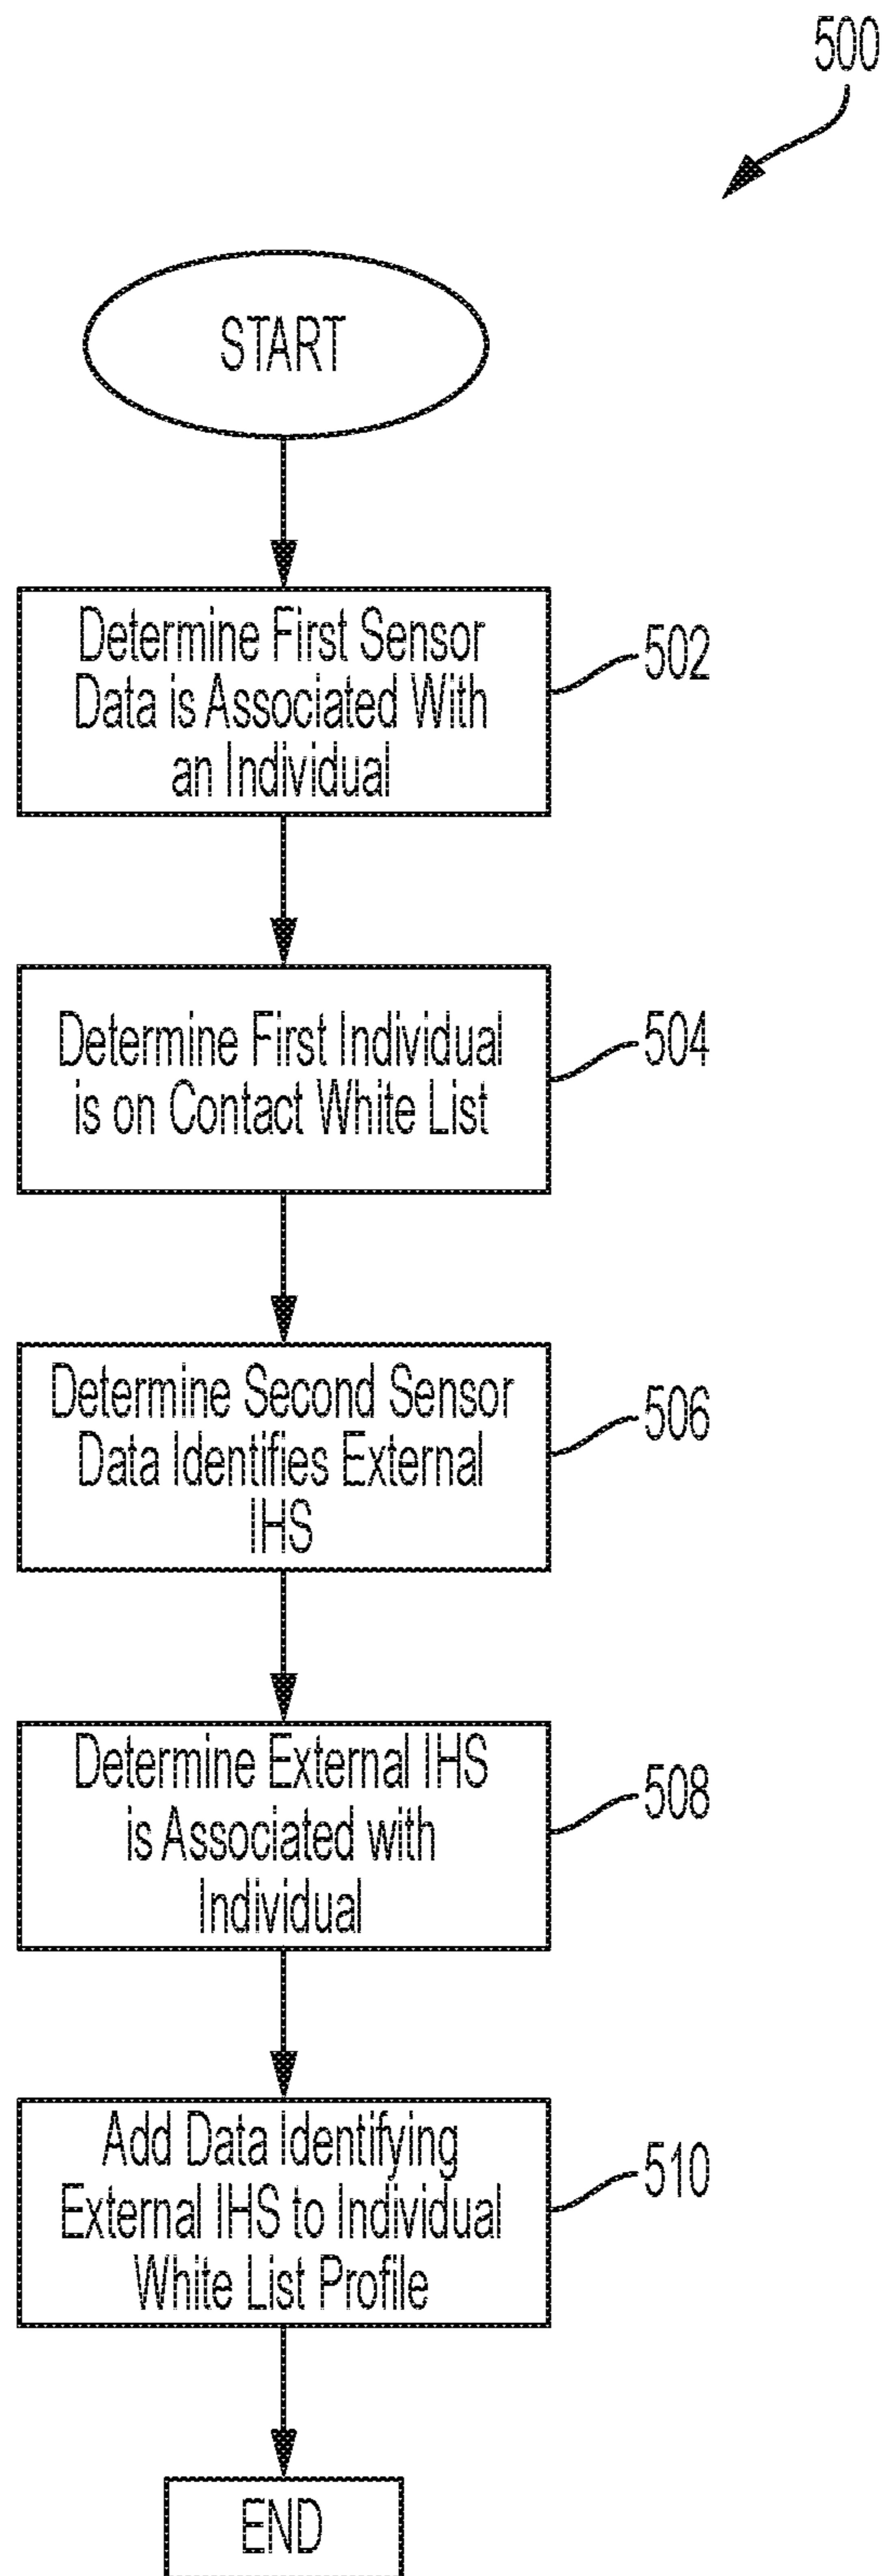 500
START
Determine First Sensor
Data is Associated With
an Individual
502
Determine First Individual
is on Contact White List
504
Determine Second Sensor
Data Identifies External
IHS
506
Determine External IHS
is Associated with
Individual
508
Add Data Identifying
External IHS to Individual
White List Profile
510
END